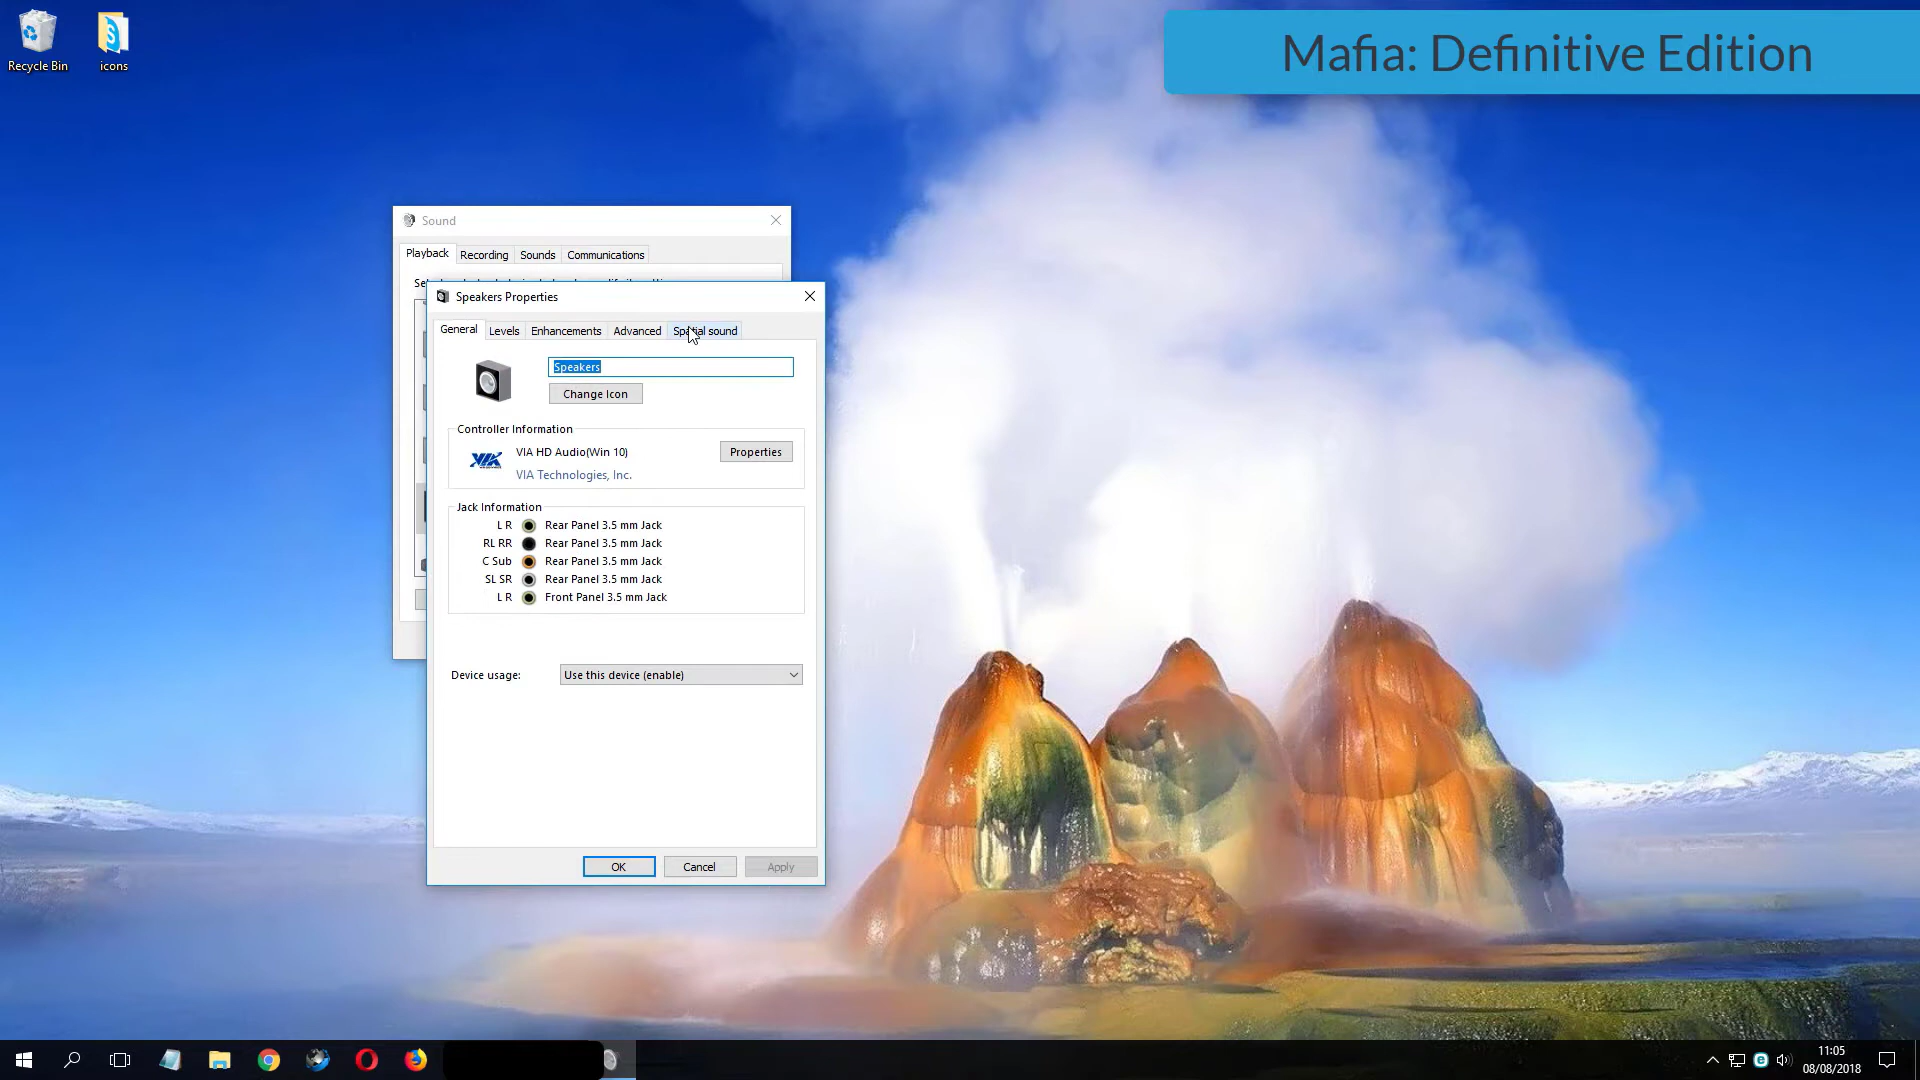 Recycle Bin
icons
Mafia: Definitive Edition
Sound
Playback
Recording
Sounds
Communications
Speakers Properties
General
Levels
Enhancements
Advanced
Spatial sound
Speakers
Change Icon
Controller Information
VIA HD Audio(Win 10)
Properties
VIA Technologies, Inc.
Jack Information
L R Rear Panel 3.5 mm Jack
RL RR Rear Panel 3.5 mm Jack
C Sub Rear Panel 3.5 mm Jack
SL SR Rear Panel 3.5 mm Jack
L R Front Panel 3.5 mm Jack
Device usage:
Use this device (enable)
OK
Cancel
Apply
11:05
08/08/2018